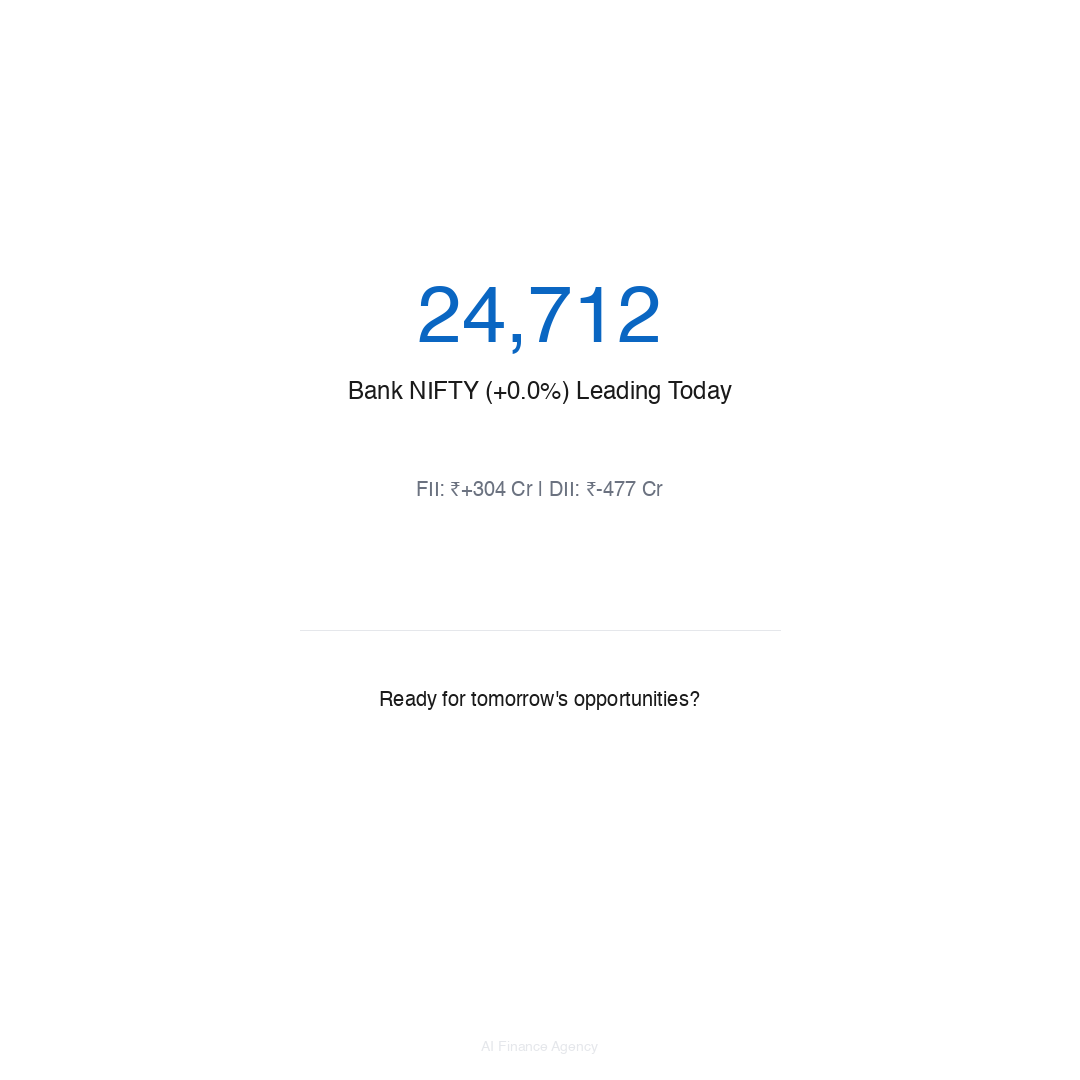 24,712
Bank NIFTY (+0.0%) Leading Today
FII: ₹+304 Cr | DII: ₹-477 Cr
Ready for tomorrow's opportunities?
AI Finance Agency